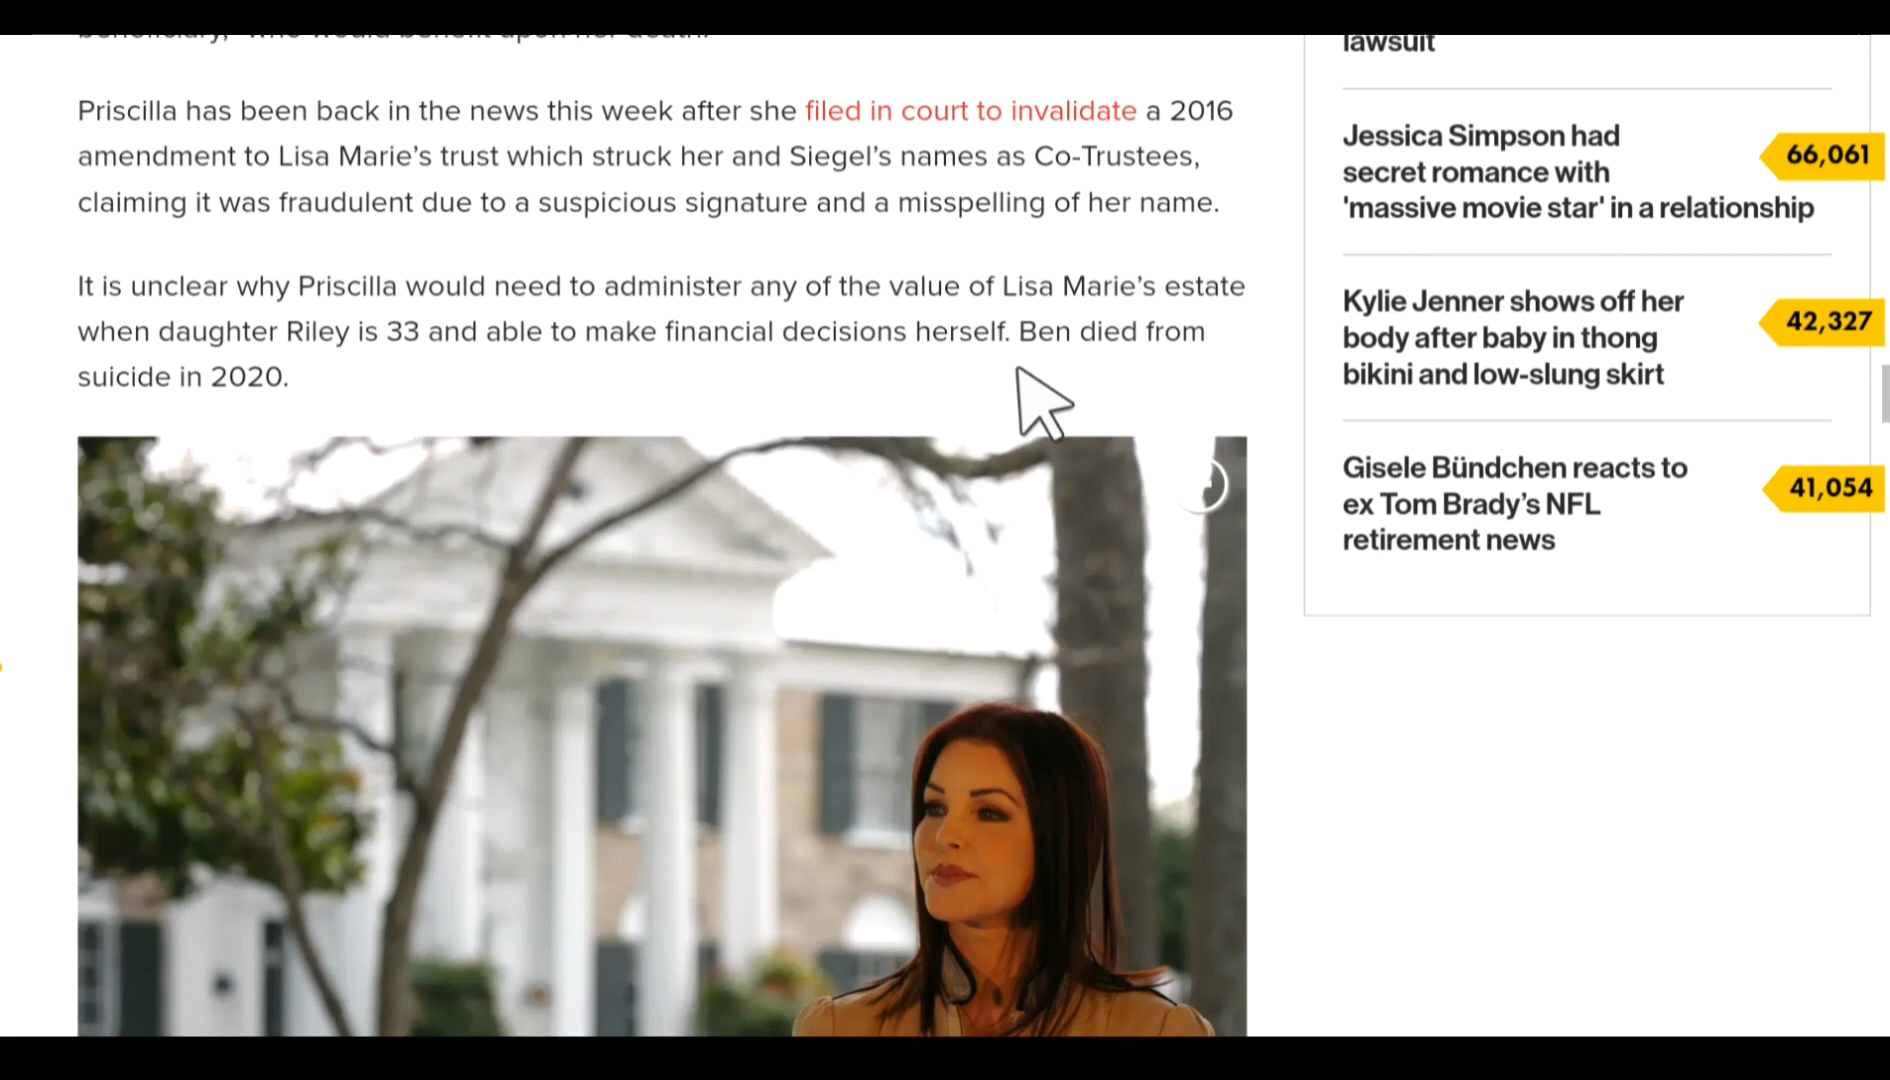 Priscilla has been back in the news this week after she filed in court to invalidate a 2016
amendment to Lisa Marie’s trust which struck her and Siegel’s names as Co-Trustees,
claiming it was fraudulent due to a suspicious signature and a misspelling of her name.
It is unclear why Priscilla would need to administer any of the value of Lisa Marie’s estate
when daughter Riley is 33 and able to make financial decisions herself. Ben died from
suicide in 2020.
lawsuit
Jessica Simpson had
secret romance with
'massive movie star' in a relationship
66,061
Kylie Jenner shows off her
body after baby in thong
bikini and low-slung skirt
42,327
Gisele Bündchen reacts to
ex Tom Brady’s NFL
retirement news
41,054